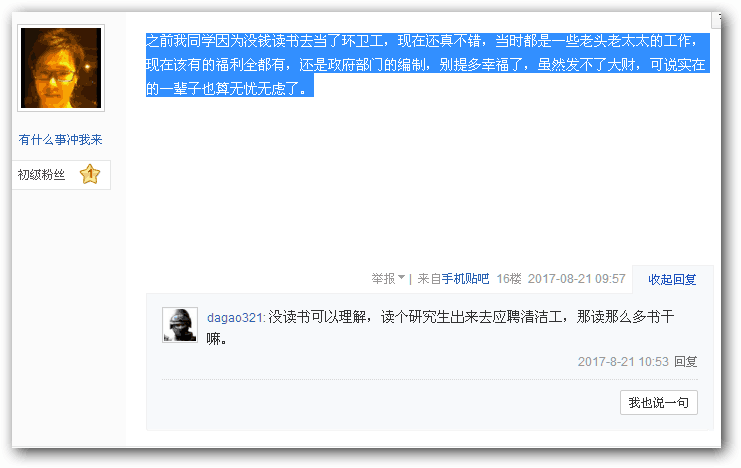 之前我同学因为没钱读书去当了环卫工，现在还真不错，当时都是一些老头老太太的工作，
现在该有的福利全都有，还是政府部门的编制，别提多幸福了，虽然发不了大财，可说实在
的一辈子也算无忧无虑了。
有什么事冲我来
初级粉丝 1
举报 | 来自手机贴吧 16楼 2017-08-21 09:57 收起回复
dagao321: 没读书可以理解，读个研究生出来去应聘清洁工，那读那么多书干
嘛。
2017-8-21 10:53 回复
我也说一句